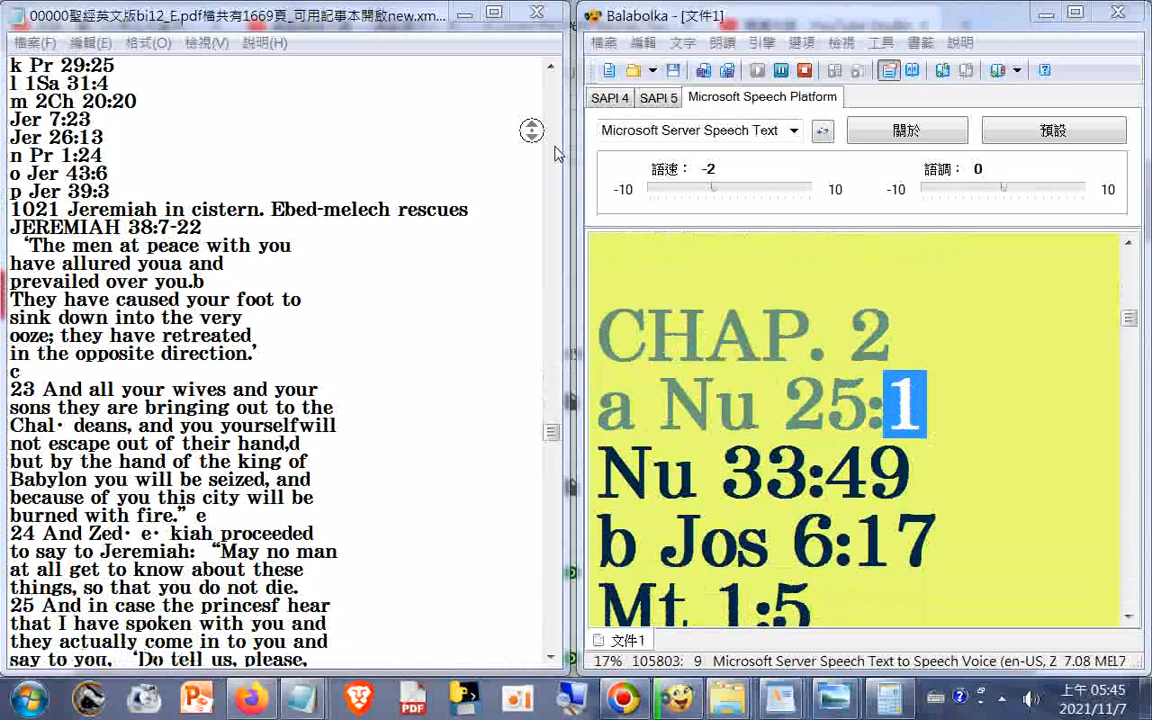 00000聖經英文版bi12_E.pdf檔共有1669頁_可用記事本開啟new.xm...
檔案(F) 編輯(E) 格式(O) 檢視(V) 說明(H)
k Pr 29:25
l 1Sa 31:4
m 2Ch 20:20
Jer 7:23
Jer 26:13
n Pr 1:24
o Jer 43:6
p Jer 39:3
1021 Jeremiah in cistern. Ebed-melech rescues
JEREMIAH 38:7-22
‘The men at peace with you
have allured youa and
prevailed over you.b
They have caused your foot to
sink down into the very
ooze; they have retreated
in the opposite direction.’
c
23 And all your wives and your
sons they are bringing out to the
Chal· deans, and you yourselfwill
not escape out of their hand,d
but by the hand of the king of
Babylon you will be seized, and
because of you this city will be
burned with fire.” e
24 And Zed· e· kiah proceeded
to say to Jeremiah: “May no man
at all get to know about these
things, so that you do not die.
25 And in case the princesf hear
that I have spoken with you and
they actually come in to you and
say to you, ‘Do tell us, please,
Balabolka - [文件1]
檔案 編輯 文字 朗讀 引擎 選項 檢視 工具 書籤 說明
SAPI 4 SAPI 5 Microsoft Speech Platform
Microsoft Server Speech Text 關於 預設
語速： -2 語調： 0
-10 10 -10 10
CHAP. 2
a Nu 25:1
Nu 33:49
b Jos 6:17
Mt 1:5
文件1
17% 105803: 9 Microsoft Server Speech Text to Speech Voice (en-US, Z 7.08 ME
上午 05:45
2021/11/7